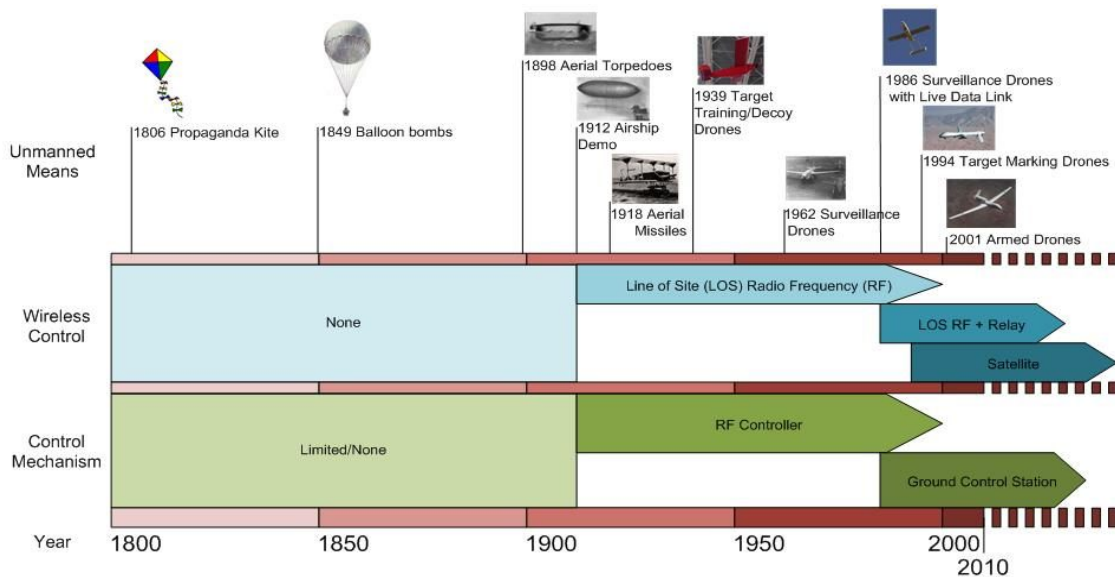 1806 Propaganda Kite
1849 Balloon bombs
1898 Aerial Torpedoes
1912 Airship
Demo
1918 Aerial
Missiles
1939 Target
Training/Decoy
Drones
1962 Surveillance
Drones
1986 Surveillance Drones
with Live Data Link
1994 Target Marking Drones
2001 Armed Drones
Unmanned
Means
Wireless
Control
None
Line of Site (LOS) Radio Frequency (RF)
LOS RF + Relay
Satellite
Control
Mechanism
Limited/None
RF Controller
Ground Control Station
Year
1800
1850
1900
1950
2000
2010